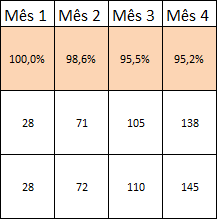 Mês 1 Mês 2 Mês 3 Mês 4
100,0% 98,6% 95,5% 95,2%
28 71 105 138
28 72 110 145